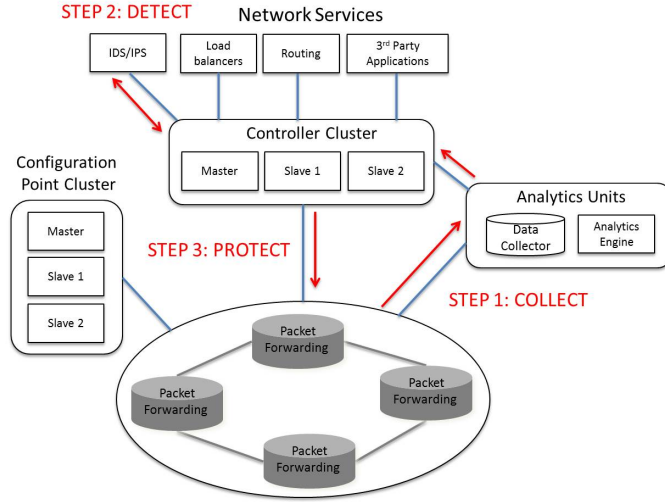 STEP 2: DETECT
Network Services
IDS/IPS
Load
balancers
Routing
3rd Party
Applications
Controller Cluster
Master
Slave 1
Slave 2
Configuration
Point Cluster
Master
Slave 1
Slave 2
Analytics Units
Data
Collector
Analytics
Engine
STEP 3: PROTECT
STEP 1: COLLECT
Packet
Forwarding
Packet
Forwarding
Packet
Forwarding
Packet
Forwarding